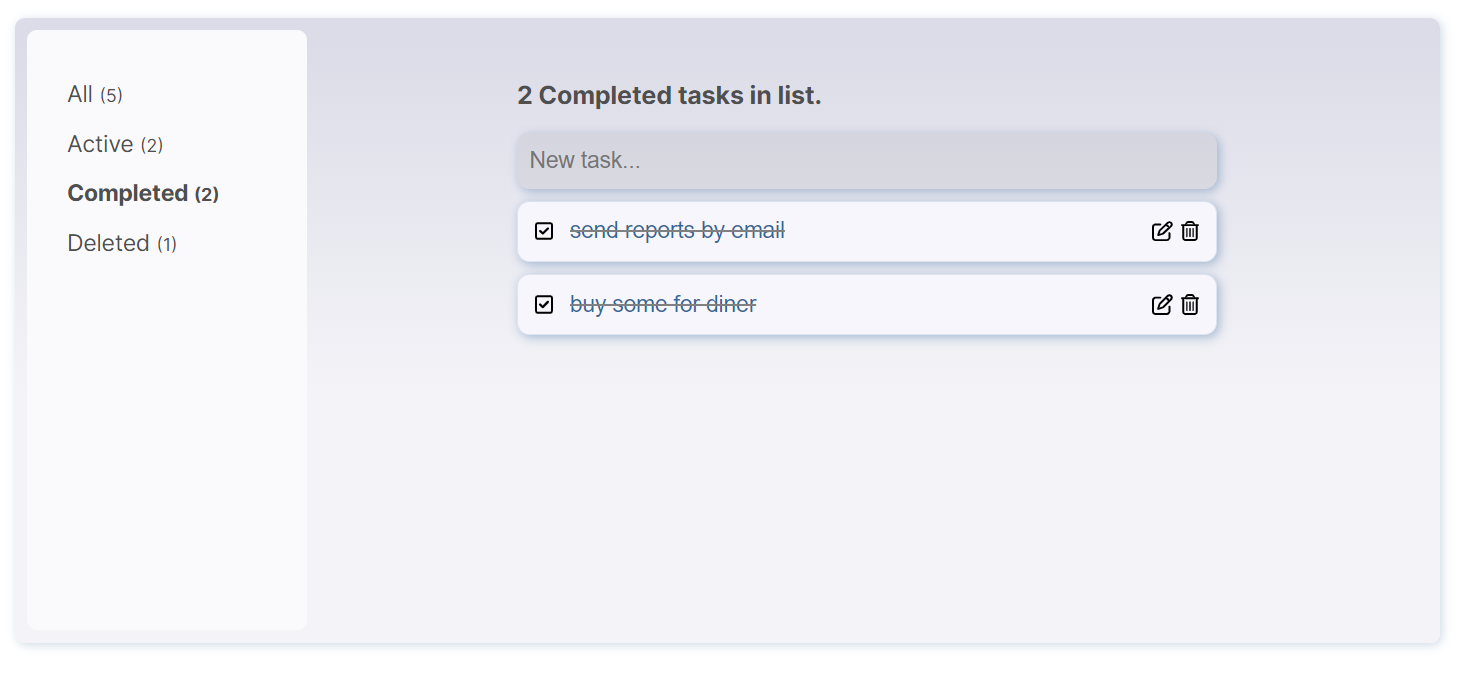 All (5)
Active (2)
Completed (2)
Deleted (1)
2 Completed tasks in list.
New task...
send reports by email
buy some for diner